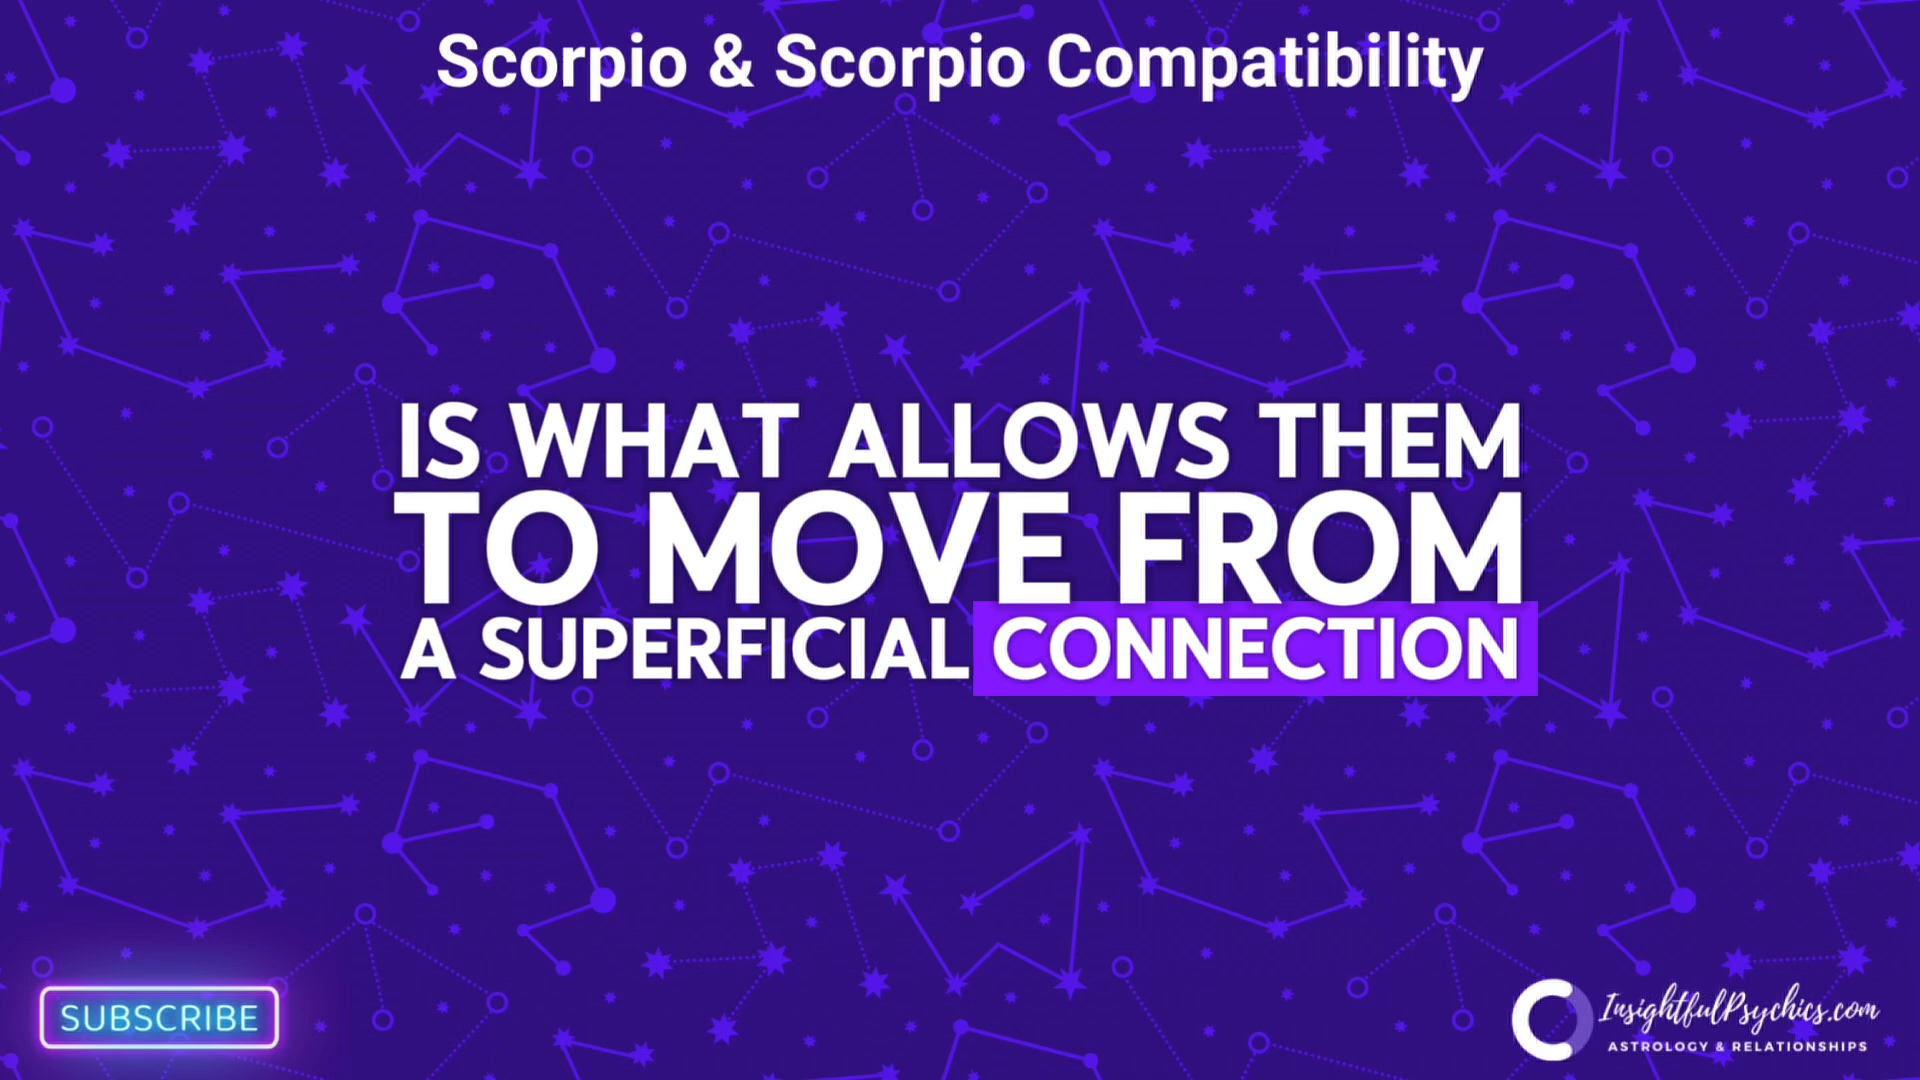 Scorpio & Scorpio Compatibility
IS WHAT ALLOWS THEM
TO MOVE FROM
A SUPERFICIAL CONNECTION
SUBSCRIBE
InsightfulPsychics.com
ASTROLOGY & RELATIONSHIPS